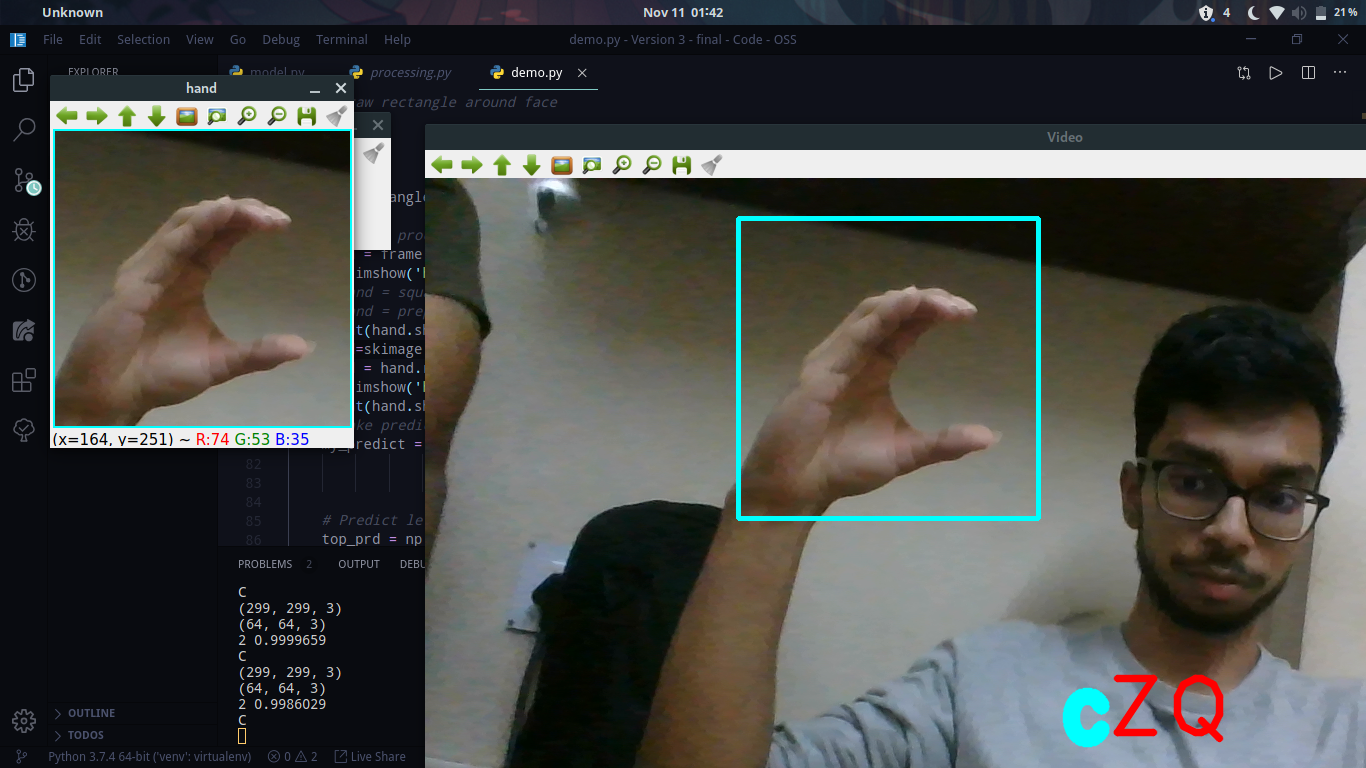 Unknown
Nov 11 01:42
4
21%
File Edit Selection View Go Debug Terminal Help
demo.py - Version 3 - final - Code - OSS
EXPLORER
model.py
processing.py
demo.py
hand
Video
aw rectangle around face
angle
= frame
imshow('
nd = squ
nd = prep
t(hand.sh
=skimage
= hand.
imshow('
t(hand.sh
ke predic
_predict =
(x=164, y=251) ~ R:74 G:53 B:35
82
83
84
85 # Predict le
86 top_prd = np
PROBLEMS 2 OUTPUT DEBU
C
(299, 299, 3)
(64, 64, 3)
2 0.9999659
C
(299, 299, 3)
(64, 64, 3)
2 0.9986029
C
C Z Q
OUTLINE
TODOS
Python 3.7.4 64-bit ('venv': virtualenv) 0 2 Live Share